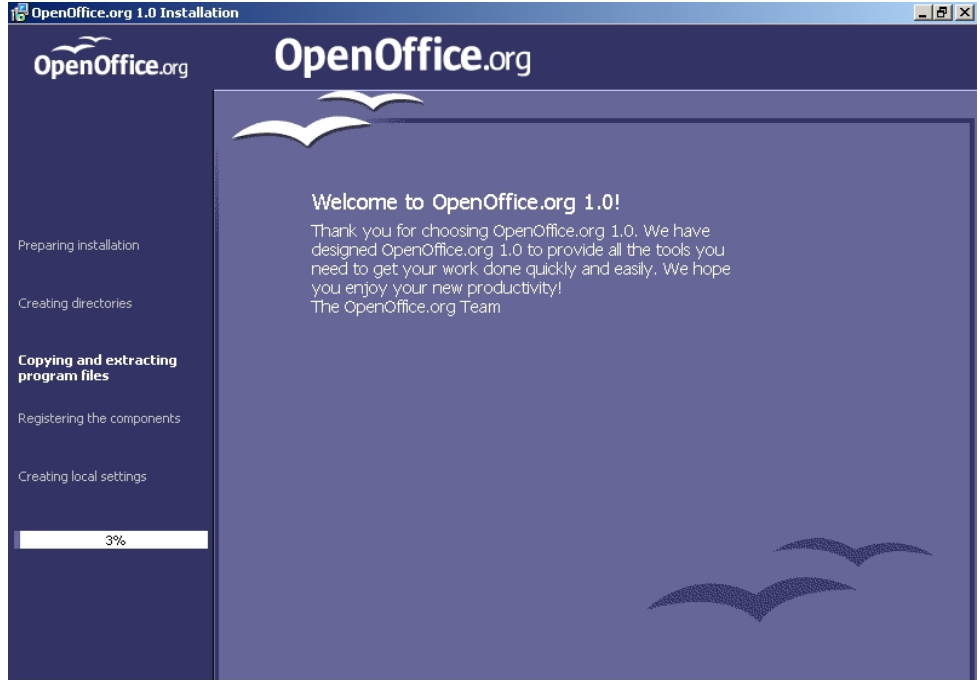 OpenOffice.org 1.0 Installation
OpenOffice.org
OpenOffice.org
Preparing installation
Creating directories
Copying and extracting
program files
Registering the components
Creating local settings
3%
Welcome to OpenOffice.org 1.0!
Thank you for choosing OpenOffice.org 1.0. We have
designed OpenOffice.org 1.0 to provide all the tools you
need to get your work done quickly and easily. We hope
you enjoy your new productivity!
The OpenOffice.org Team